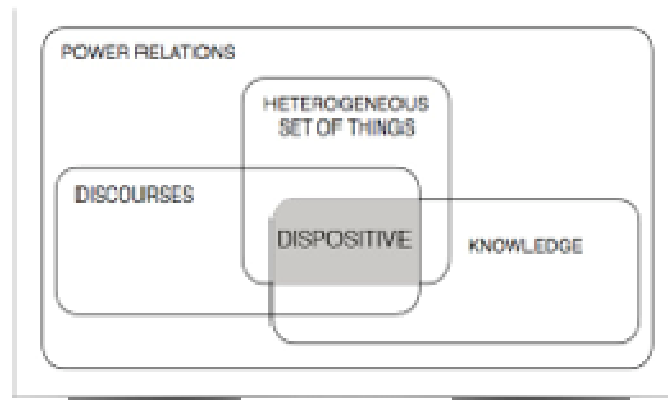 POWER RELATIONS
HETEROGENEOUS
SET OF THINGS
DISCOURSES
DISPOSITIVE
KNOWLEDGE